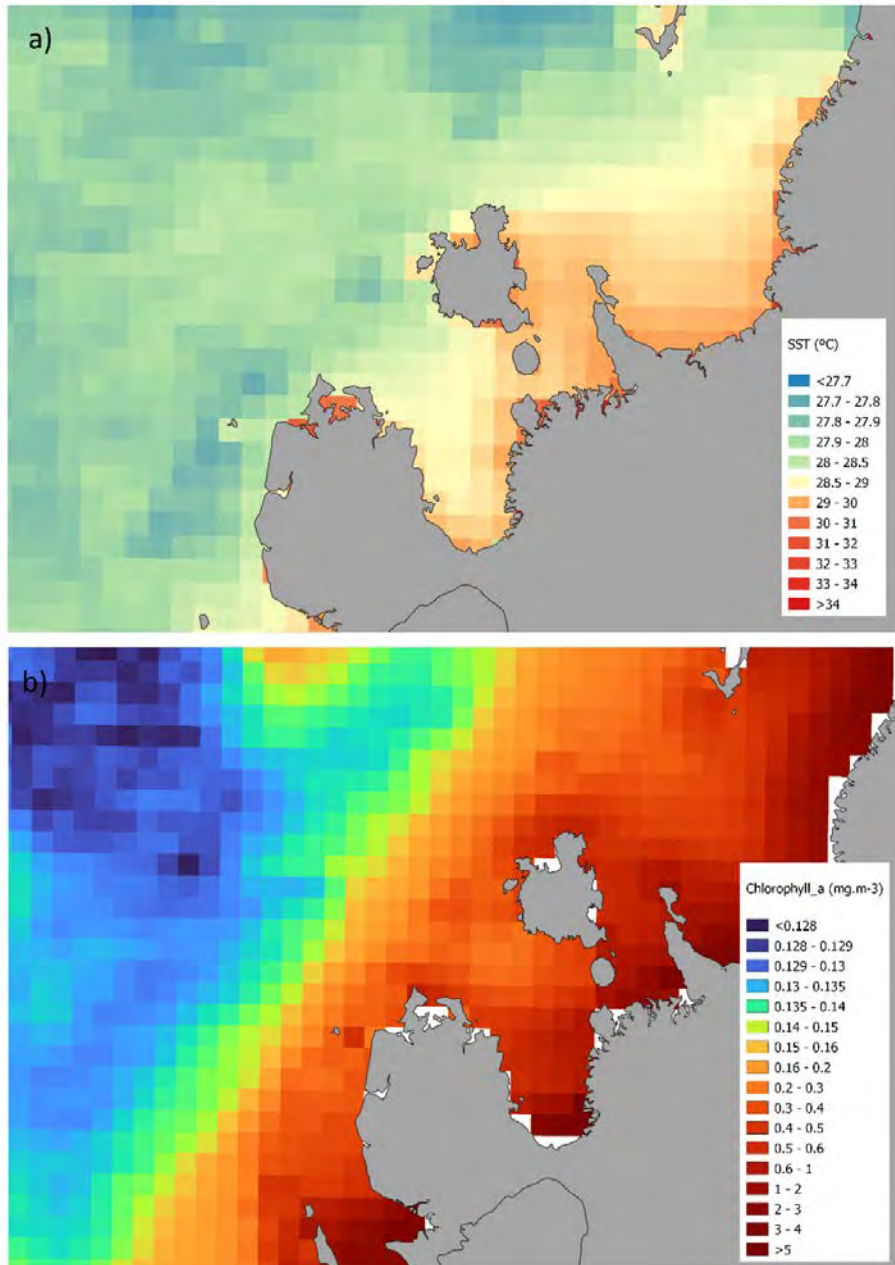 a)
SST (ºC)
<27.7
27.7 - 27.8
27.8 - 27.9
27.9 - 28
28 - 28.5
28.5 - 29
29 - 30
30 - 31
31 - 32
32 - 33
33 - 34
>34
b)
Chlorophyll_a (mg.m-3)
<0.128
0.128 - 0.129
0.129 - 0.13
0.13 - 0.135
0.135 - 0.14
0.14 - 0.15
0.15 - 0.16
0.16 - 0.2
0.2 - 0.3
0.3 - 0.4
0.4 - 0.5
0.5 - 0.6
0.6 - 1
1 - 2
2 - 3
3 - 4
>5